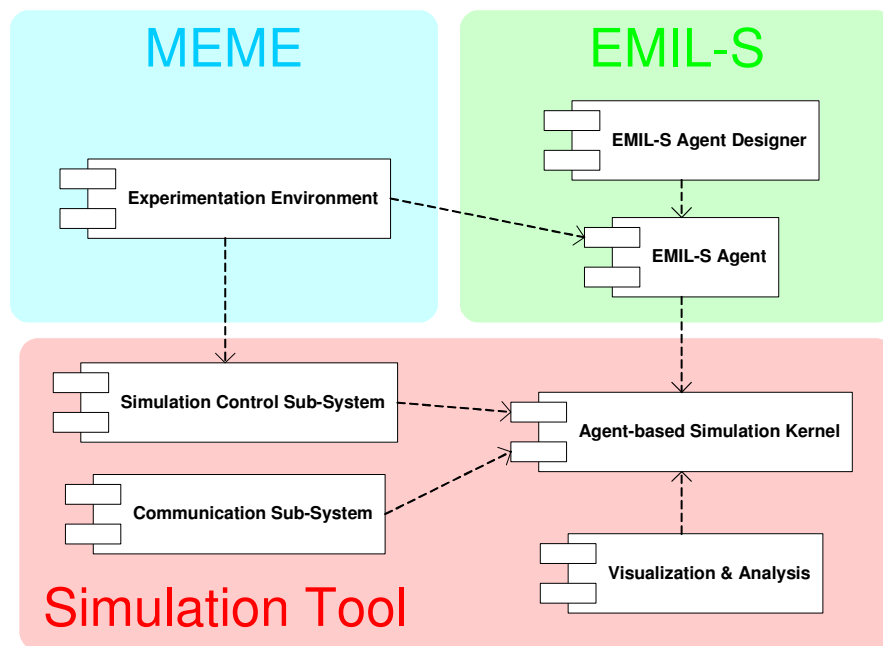 MEME
EMIL-S
EMIL-S Agent Designer
Experimentation Environment
EMIL-S Agent
Simulation Control Sub-System
Agent-based Simulation Kernel
Communication Sub-System
Visualization & Analysis
Simulation Tool